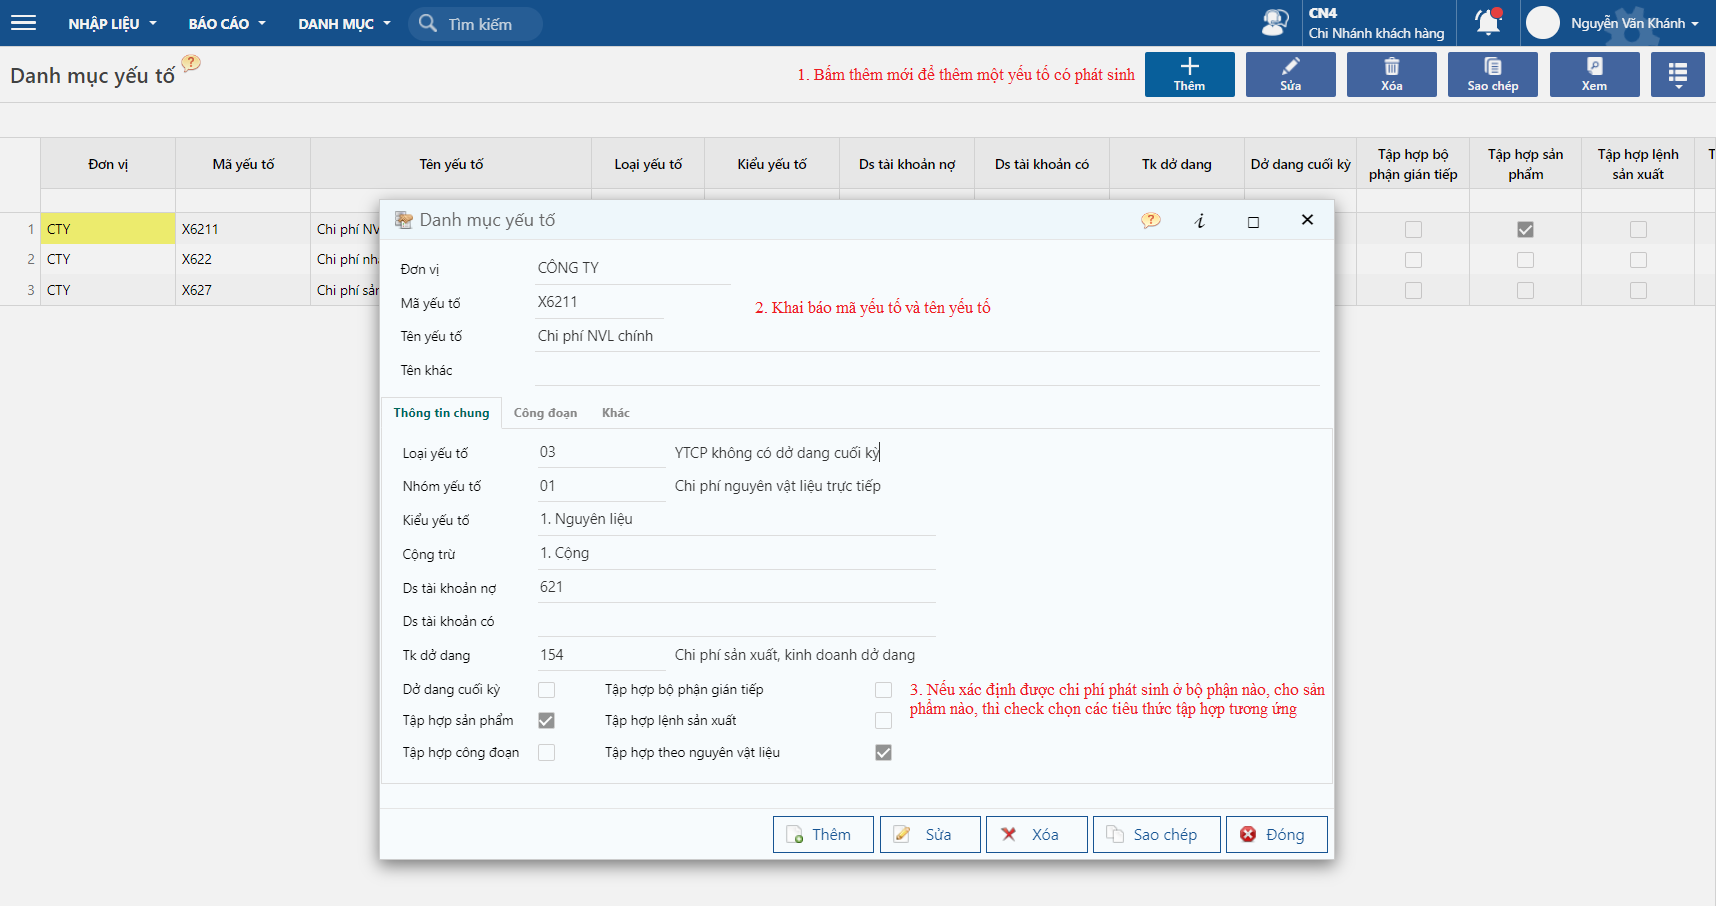 NHẬP LIỆU
BÁO CÁO
DANH MỤC
Tìm kiếm
CN4
Chi Nhánh khách hàng
Nguyễn Văn Khánh
Danh mục yếu tố
1. Bấm thêm mới để thêm một yếu tố có phát sinh
Thêm
Sửa
Xóa
Sao chép
Xem
Đơn vị
Mã yếu tố
Tên yếu tố
Loại yếu tố
Kiểu yếu tố
Ds tài khoản nợ
Ds tài khoản có
Tk dở dang
Dở dang cuối kỳ
Tập hợp bộ
phận gián tiếp
Tập hợp sản
phẩm
Tập hợp lệnh
sản xuất
T
1 CTY X6211 Chi phí NV
2 CTY X622 Chi phí nhâ
3 CTY X627 Chi phí sản
Danh mục yếu tố
Đơn vị CÔNG TY
Mã yếu tố X6211
2. Khai báo mã yếu tố và tên yếu tố
Tên yếu tố Chi phí NVL chính
Tên khác
Thông tin chung Công đoạn Khác
Loại yếu tố 03 YTCP không có dở dang cuối kỳ
Nhóm yếu tố 01 Chi phí nguyên vật liệu trực tiếp
Kiểu yếu tố 1. Nguyên liệu
Cộng trừ 1. Cộng
Ds tài khoản nợ 621
Ds tài khoản có
Tk dở dang 154 Chi phí sản xuất, kinh doanh dở dang
Dở dang cuối kỳ Tập hợp bộ phận gián tiếp
Tập hợp sản phẩm Tập hợp lệnh sản xuất
Tập hợp công đoạn Tập hợp theo nguyên vật liệu
3. Nếu xác định được chi phí phát sinh ở bộ phận nào, cho sản
phẩm nào, thì check chọn các tiêu thức tập hợp tương ứng
Thêm Sửa Xóa Sao chép Đóng